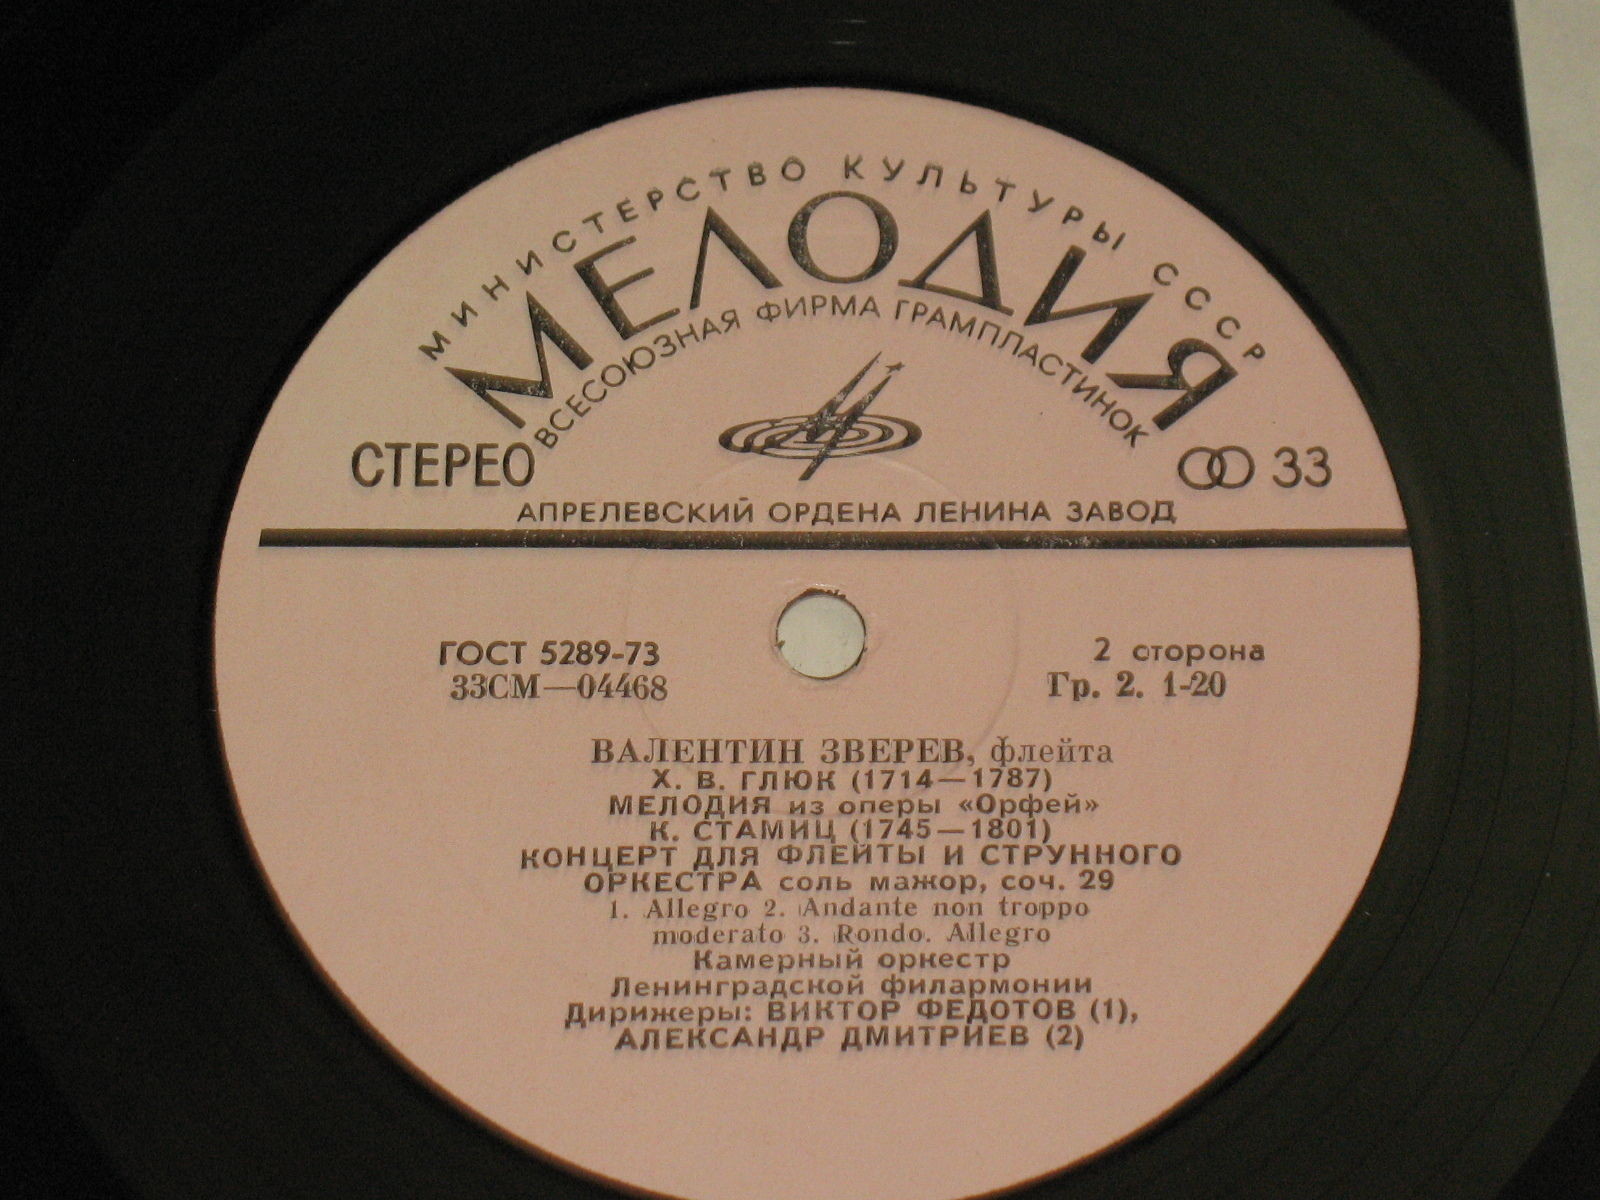 МИНИСТЕРСТВО КУЛЬТУРЫ СССР
МЕЛОДИЯ
ВСЕСОЮЗНАЯ ФИРМА ГРАМПЛАСТИНОК
СТЕРЕО
33
АПРЕЛЕВСКИЙ ОРДЕНА ЛЕНИНА ЗАВОД
ГОСТ 5289-73
2 сторона
33СМ—04468
Гр. 2. 1-20
ВАЛЕНТИН ЗВЕРЕВ, флейта
Х. В. ГЛЮК (1714—1787)
МЕЛОДИЯ из оперы «Орфей»
К. СТАМИЦ (1745—1801)
КОНЦЕРТ ДЛЯ ФЛЕЙТЫ И СТРУННОГО
ОРКЕСТРА соль мажор, соч. 29
1. Allegro 2. Andante non troppo
moderato 3. Rondo. Allegro
Камерный оркестр
Ленинградской филармонии
Дирижеры: ВИКТОР ФЕДОТОВ (1),
АЛЕКСАНДР ДМИТРИЕВ (2)